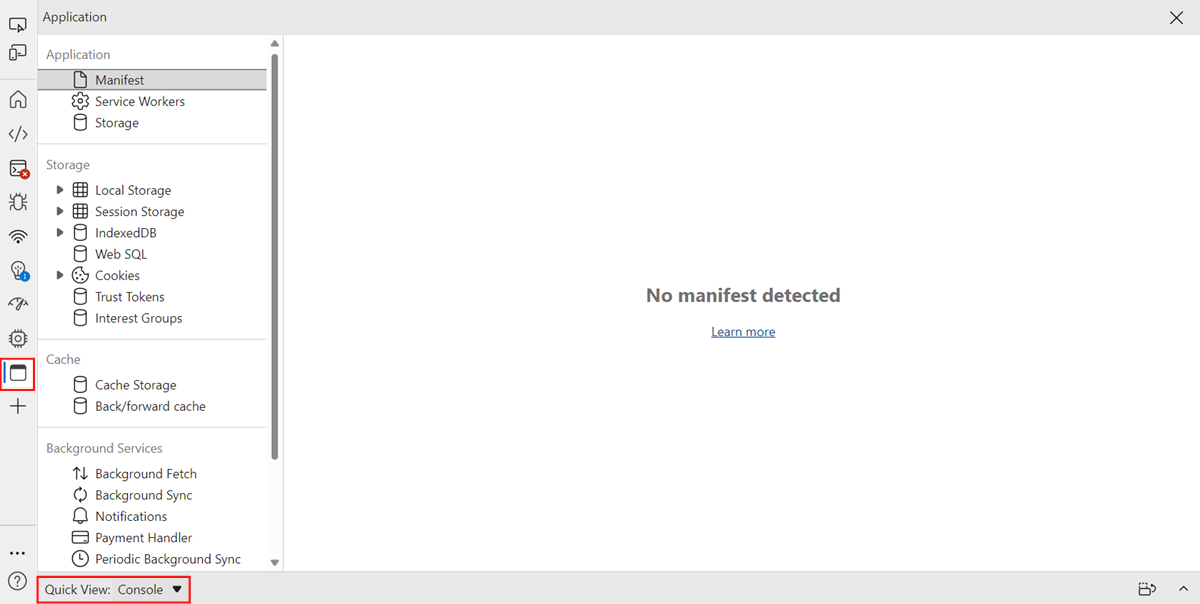 Application
Application
Manifest
Service Workers
Storage
Storage
Local Storage
Session Storage
IndexedDB
Web SQL
Cookies
Trust Tokens
Interest Groups
Cache
Cache Storage
Back/forward cache
Background Services
Background Fetch
Background Sync
Notifications
Payment Handler
Periodic Background Sync
No manifest detected
Learn more
Quick View: Console